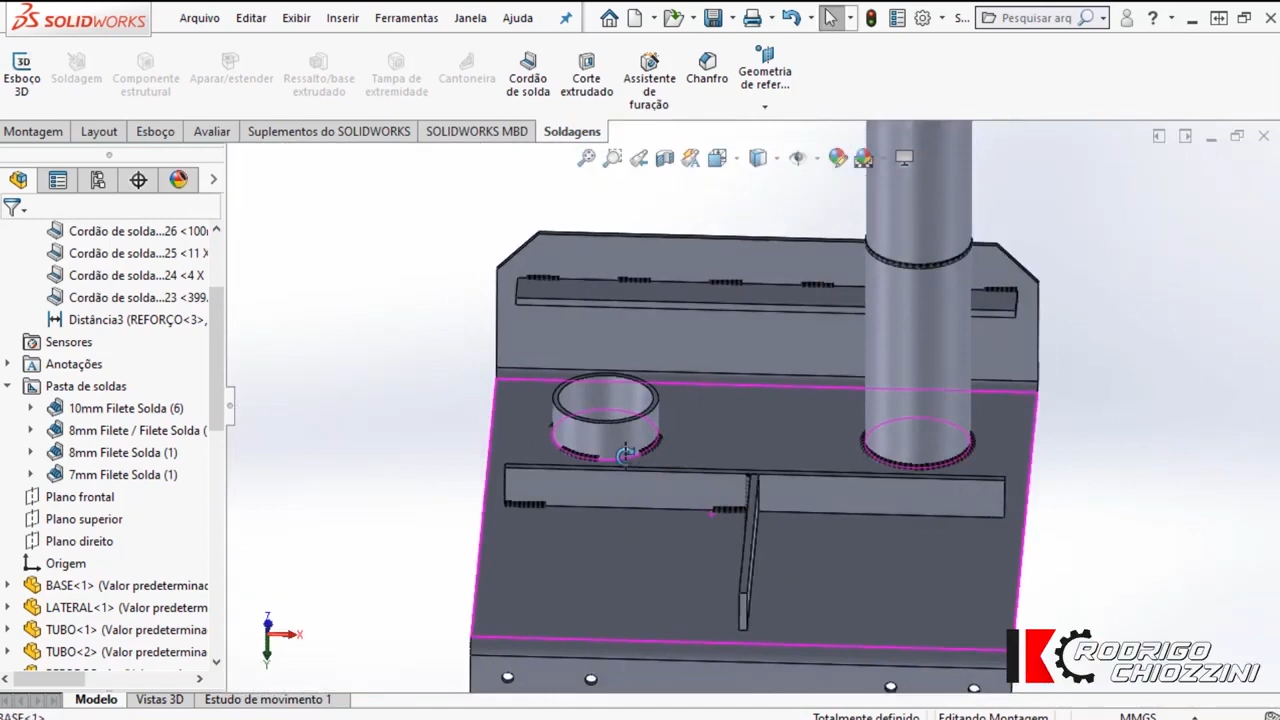 SOLIDWORKS
Arquivo
Editar
Exibir
Inserir
Ferramentas
Janela
Ajuda
S...
Pesquisar arq
?
3D
Esboço
3D
Soldagem
Componente
estrutural
Aparar/estender
Ressalto/base
extrudado
Tampa de
extremidade
Cantoneira
Cordão
de solda
Corte
extrudado
Assistente
de
furação
Chanfro
Geometria
de refer...
Montagem
Layout
Esboço
Avaliar
Suplementos do SOLIDWORKS
SOLIDWORKS MBD
Soldagens
Cordão de solda...26 <100
Cordão de solda...25 <11 X
Cordão de solda...24 <4 X
Cordão de solda...23 <399.
Distância3 (REFORÇO<3>,
Sensores
Anotações
Pasta de soldas
10mm Filete Solda (6)
8mm Filete / Filete Solda (
8mm Filete Solda (1)
7mm Filete Solda (1)
Plano frontal
Plano superior
Plano direito
Origem
BASE<1> (Valor predeterminac
LATERAL<1> (Valor predeterm
TUBO<1> (Valor predetermina
TUBO<2> (Valor predetermina
Z
X
Y
RODRIGO
CHIOZZINI
Modelo
Vistas 3D
Estudo de movimento 1
BASE<1>
Totalmente definido
Editando Montagem
MMGS